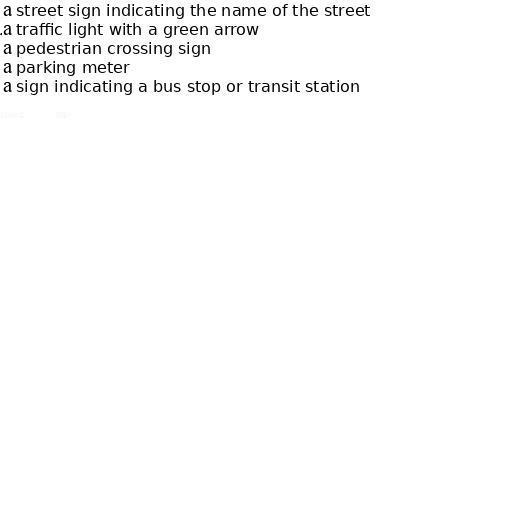 a street sign indicating the name of the street
.a traffic light with a green arrow
a pedestrian crossing sign
a parking meter
a sign indicating a bus stop or transit station